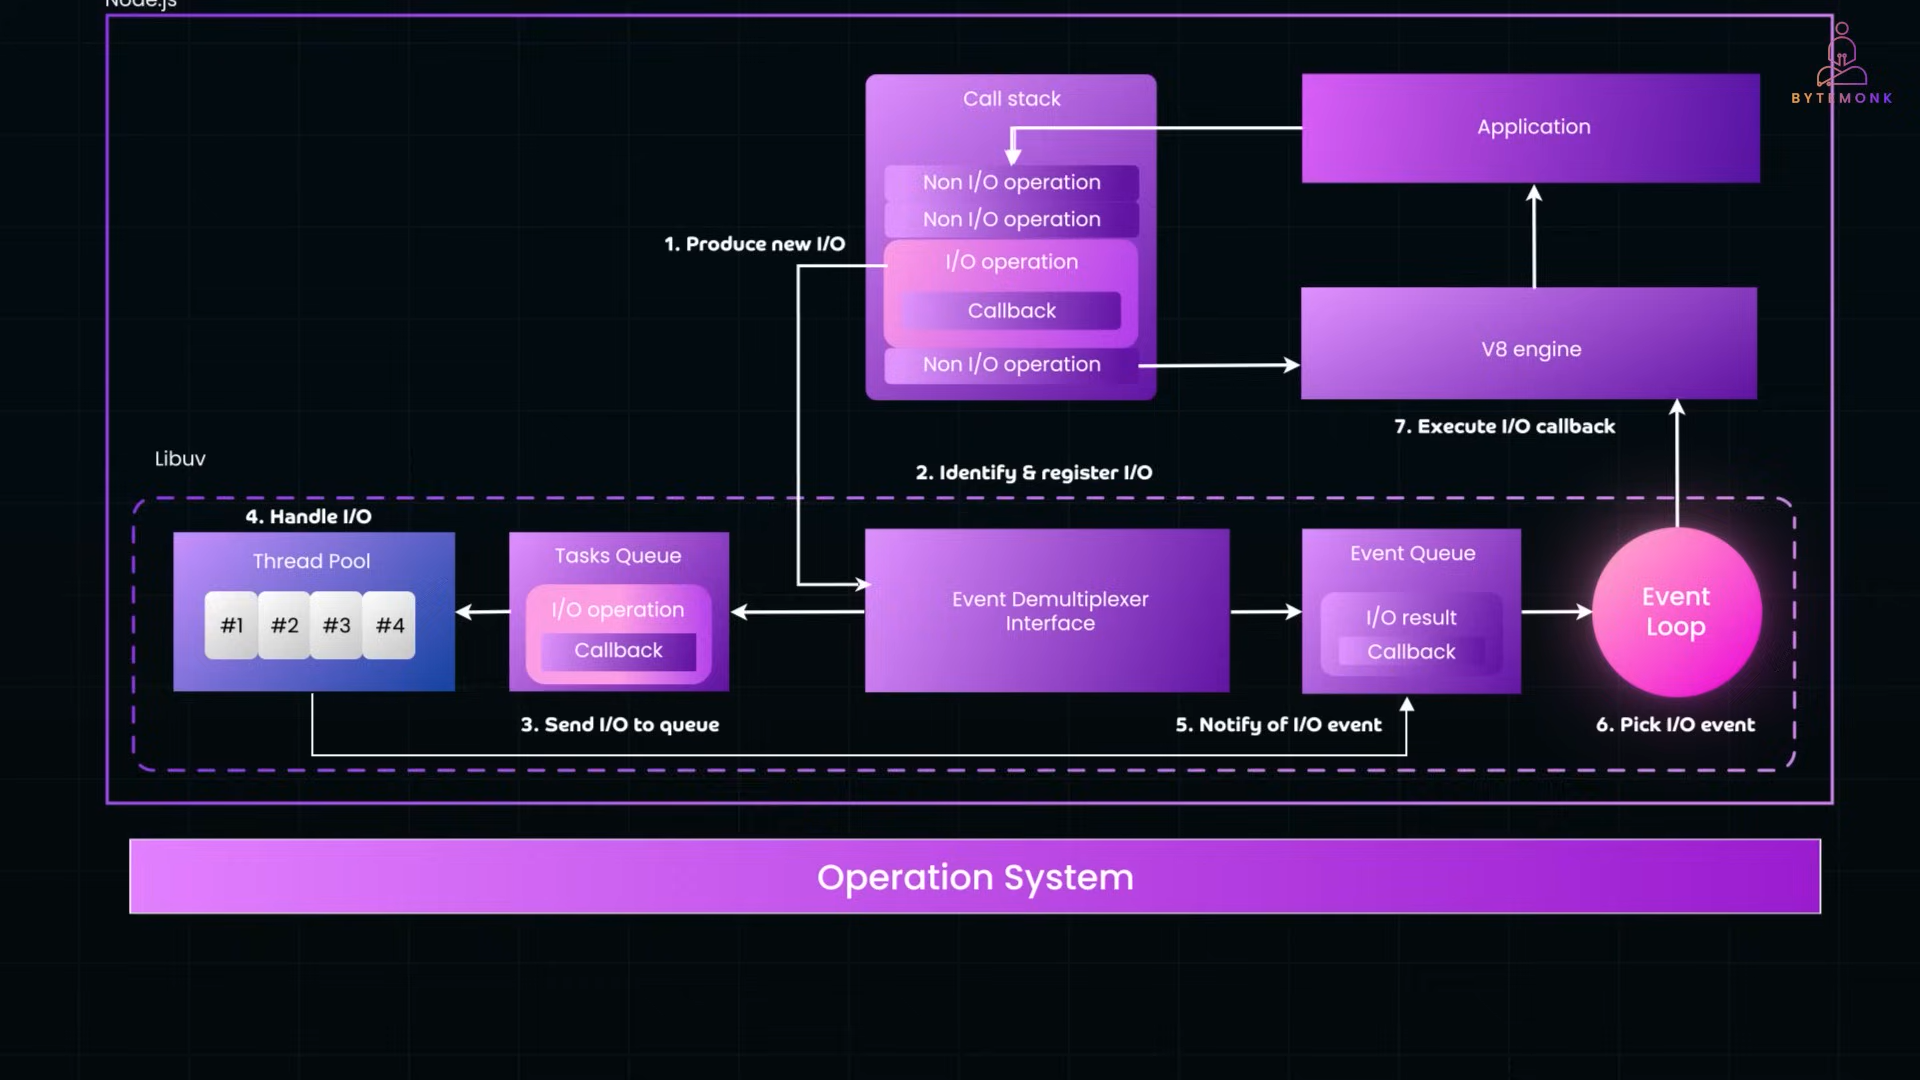 Node.js
BYTEMONK
Call stack
Application
Non I/O operation
Non I/O operation
1. Produce new I/O
I/O operation
Callback
Non I/O operation
V8 engine
7. Execute I/O callback
Libuv
2. Identify & register I/O
4. Handle I/O
Thread Pool
#1
#2
#3
#4
Tasks Queue
I/O operation
Callback
Event Demultiplexer
Interface
Event Queue
I/O result
Callback
Event
Loop
3. Send I/O to queue
5. Notify of I/O event
6. Pick I/O event
Operation System